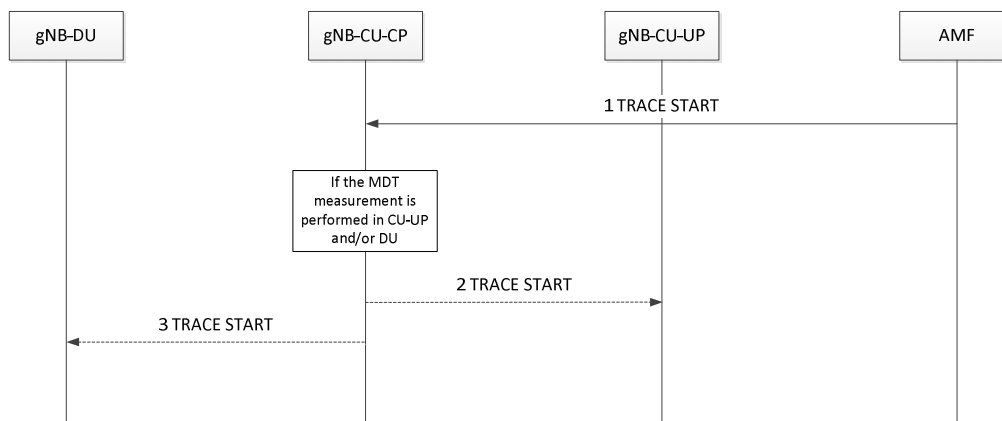 gNB-DU
gNB-CU-CP
gNB-CU-UP
AMF
1 TRACE START
If the MDT
measurement is
performed in CU-UP
and/or DU
2 TRACE START
3 TRACE START